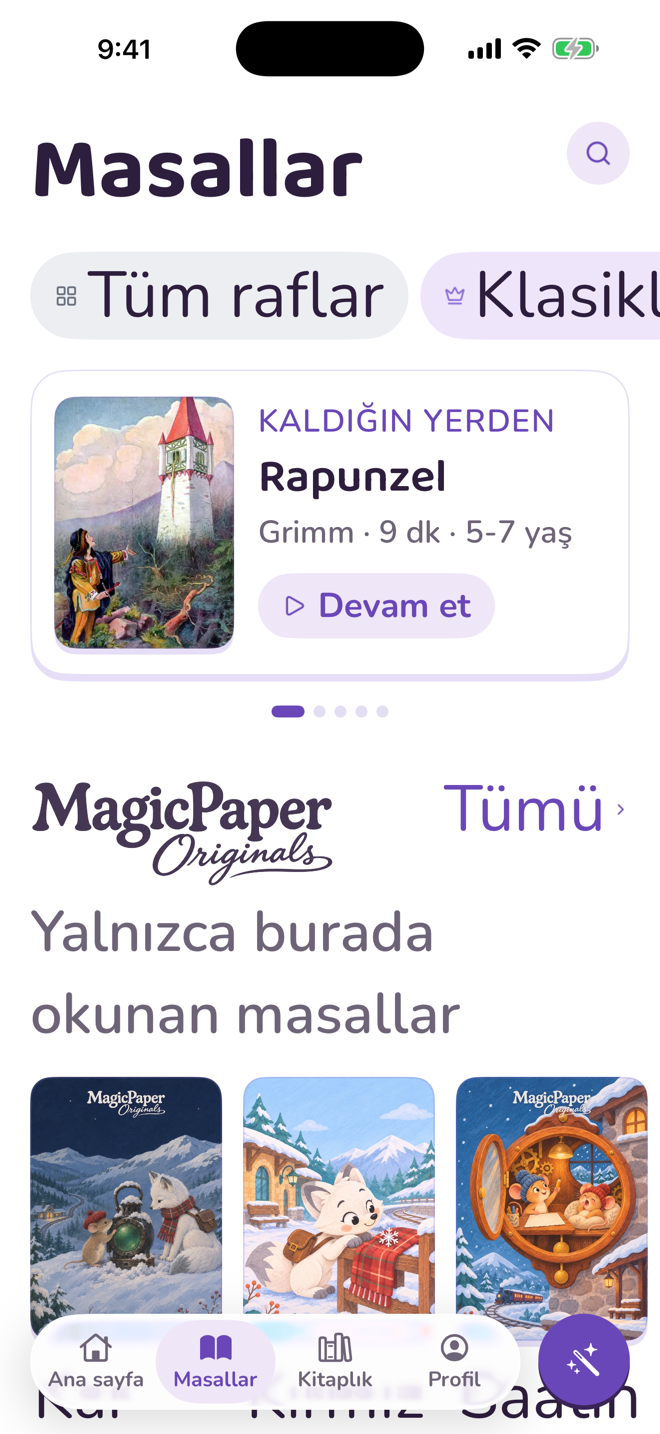 9:41
Masallar
Tüm raflar
Klasikl
KALDIĞIN YERDEN
Rapunzel
Grimm · 9 dk · 5-7 yaş
Devam et
MagicPaper
Originals
Tümü
Yalnızca burada
okunan masallar
MagicPaper
Originals
MagicPaper
Originals
Ana sayfa
Masallar
Kitaplık
Profil